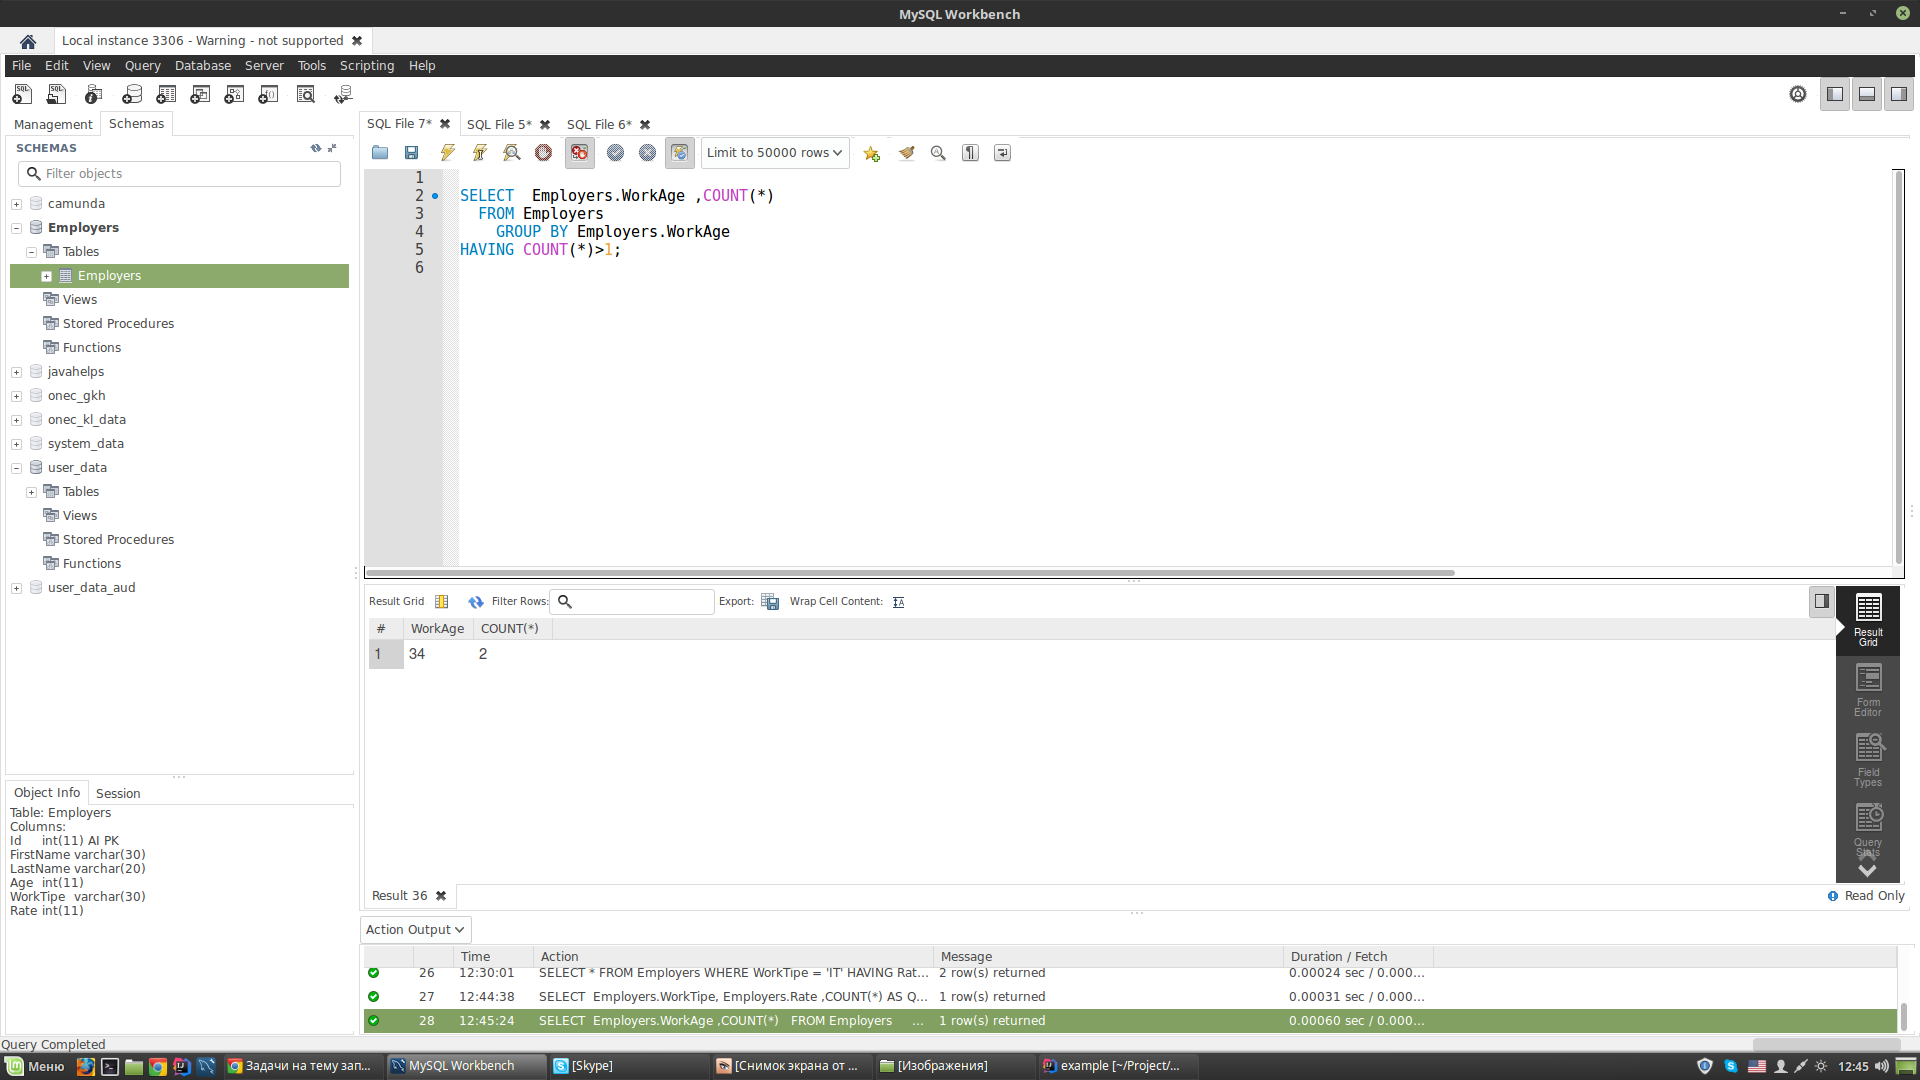 MySQL Workbench
Local instance 3306 - Warning - not supported
File Edit View Query Database Server Tools Scripting Help
Management Schemas
SCHEMAS
Filter objects
camunda
Employers
Tables
Employers
Views
Stored Procedures
Functions
javahelps
onec_gkh
onec_kl_data
system_data
user_data
Tables
Views
Stored Procedures
Functions
user_data_aud
Object Info Session
Table: Employers
Columns:
Id int(11) AI PK
FirstName varchar(30)
LastName varchar(20)
Age int(11)
WorkTipe varchar(30)
Rate int(11)
SQL File 7* SQL File 5* SQL File 6*
Limit to 50000 rows
1
2 SELECT  Employers.WorkAge ,COUNT(*)
3 FROM Employers
4 GROUP BY Employers.WorkAge
5 HAVING COUNT(*)>1;
6
Result Grid Filter Rows: Export: Wrap Cell Content:
# WorkAge COUNT(*)
1 34 2
Result Grid
Form Editor
Field Types
Query Stats
Result 36
Read Only
Action Output
Time Action Message Duration / Fetch
26 12:30:01 SELECT * FROM Employers WHERE WorkTipe = 'IT' HAVING Rat... 2 row(s) returned 0.00024 sec / 0.000...
27 12:44:38 SELECT  Employers.WorkTipe, Employers.Rate ,COUNT(*) AS Q... 1 row(s) returned 0.00031 sec / 0.000...
28 12:45:24 SELECT  Employers.WorkAge ,COUNT(*)   FROM Employers ... 1 row(s) returned 0.00060 sec / 0.000...
Query Completed
Меню Задачи на тему зап... MySQL Workbench [Skype] [Снимок экрана от ... [Изображения] example [~/Project/... 12:45